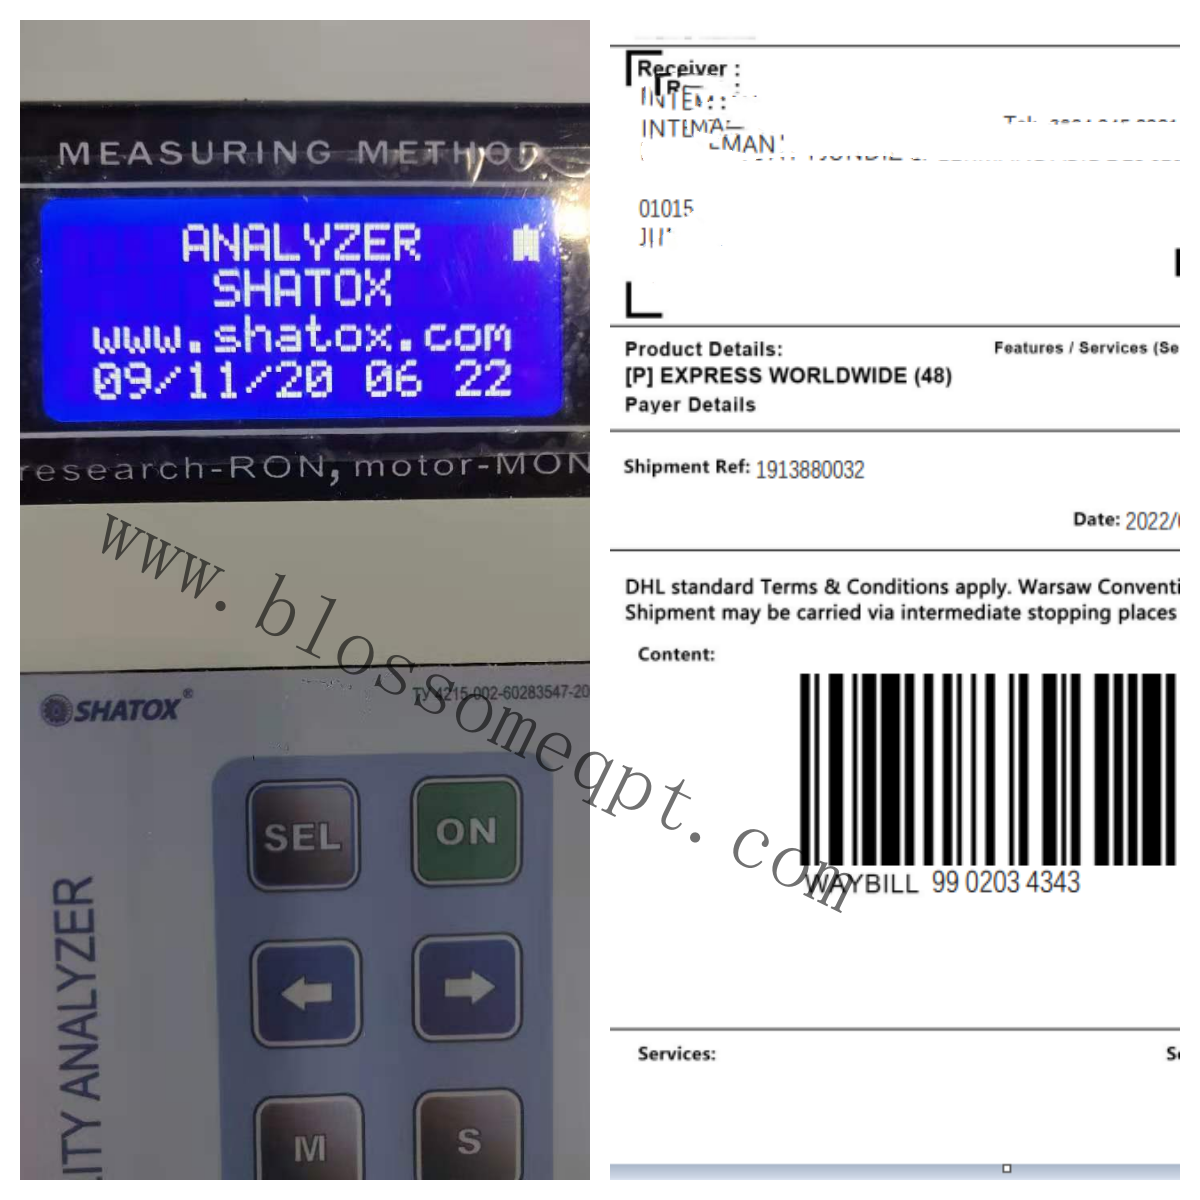 MEASURING METHOD
ANALYZER
SHATOX
www.shatox.com
09/11/20 06 22
research-RON, motor-MON
SHATOX®
ТУ 4215-002-60283547-20
SEL
ON
M
S
LITY ANALYZER
www.blossomeqpt.com
Receiver :
01015
Product Details:
Features / Services (Se
[P] EXPRESS WORLDWIDE (48)
Payer Details
Shipment Ref: 1913880032
Date: 2022/
DHL standard Terms & Conditions apply. Warsaw Conventi
Shipment may be carried via intermediate stopping places
Content:
WAYBILL 99 0203 4343
Services: